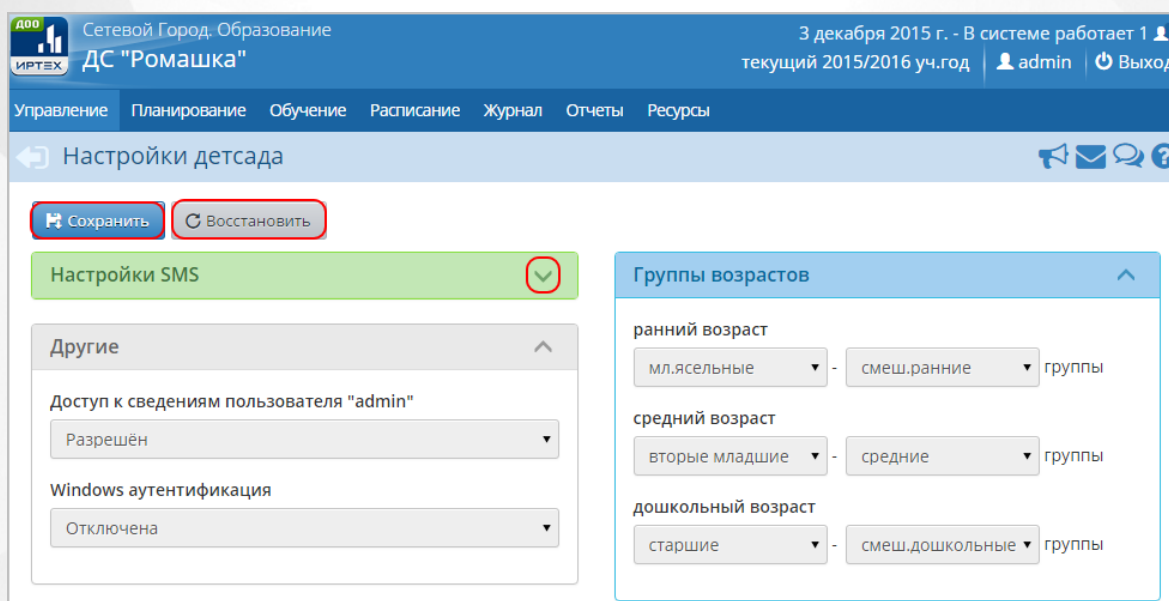 ДОО
ИРТЕХ
Сетевой Город. Образование
ДС "Ромашка"
3 декабря 2015 г. - В системе работает 1
текущий 2015/2016 уч.год
admin
Выход
Управление Планирование Обучение Расписание Журнал Отчеты Ресурсы
Настройки детсада
Сохранить
Восстановить
Настройки SMS
Другие
Доступ к сведениям пользователя "admin"
Разрешён
Windows аутентификация
Отключена
Группы возрастов
ранний возраст
мл.ясельные - смеш.ранние группы
средний возраст
вторые младшие - средние группы
дошкольный возраст
старшие - смеш.дошкольные группы